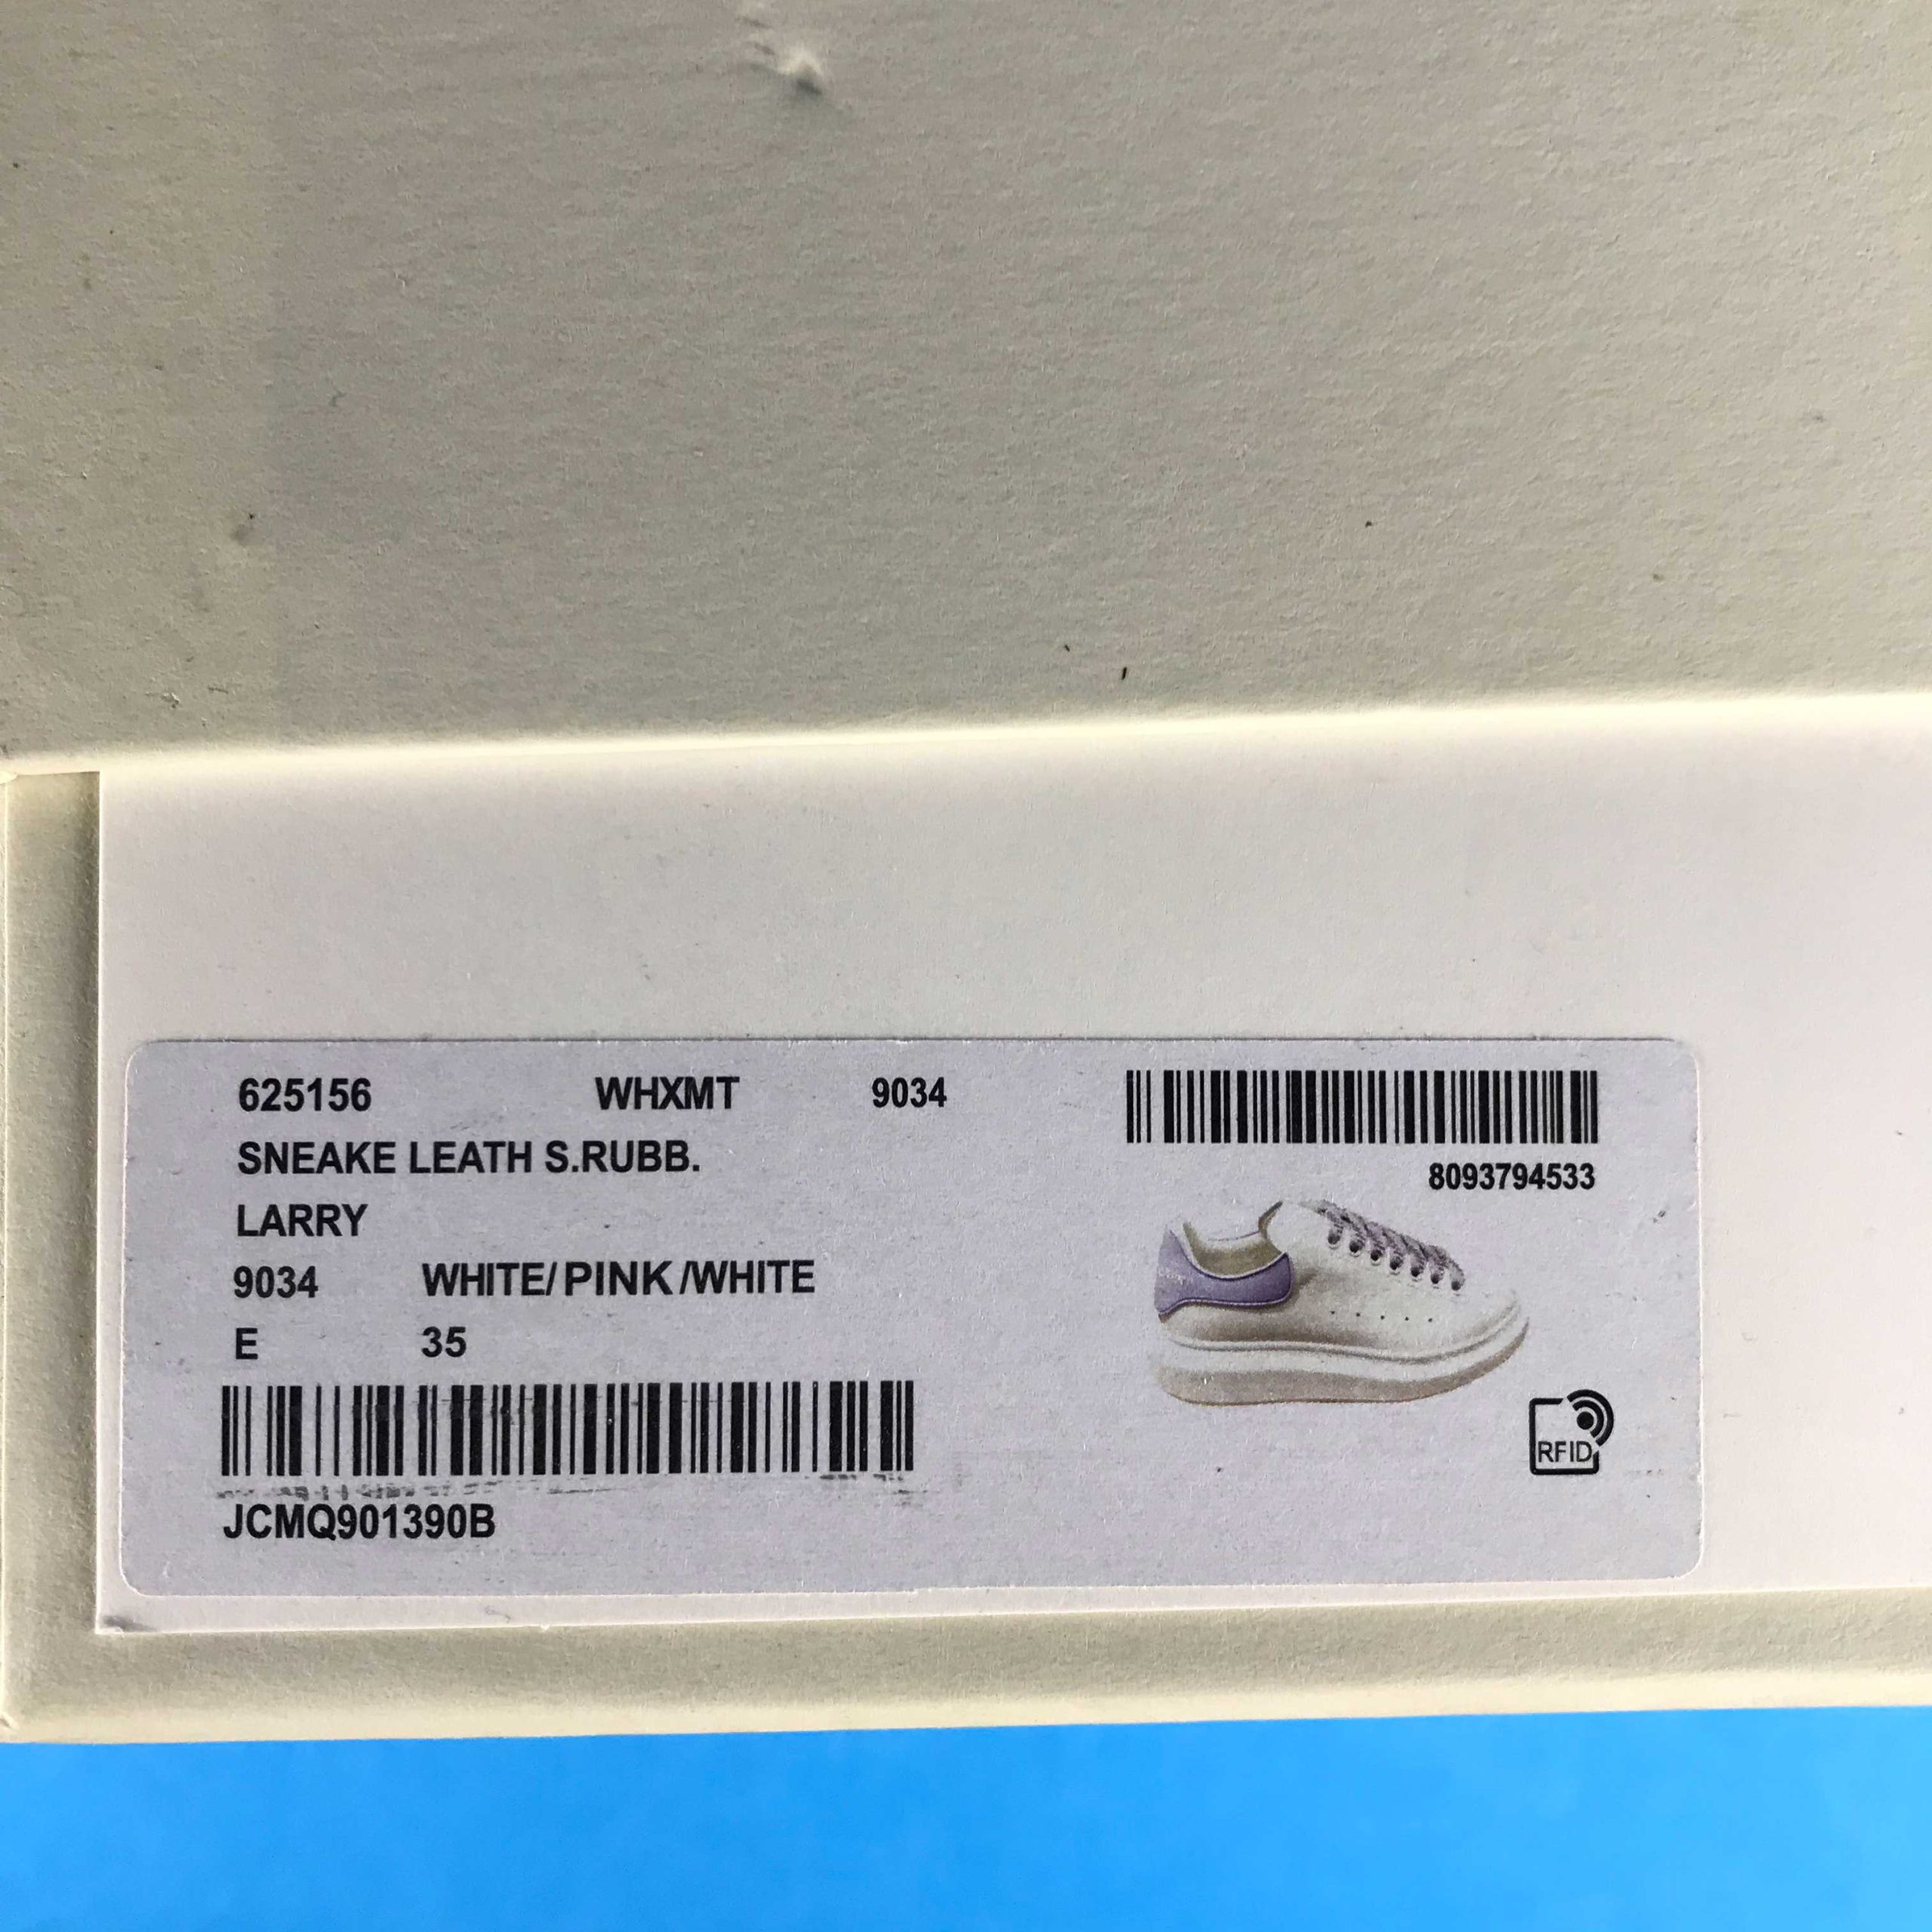 625156 WHXMT 9034
SNEAKE LEATH S.RUBB.
LARRY
9034 WHITE/PINK/WHITE
E 35
JCMQ901390B
8093794533
RFID